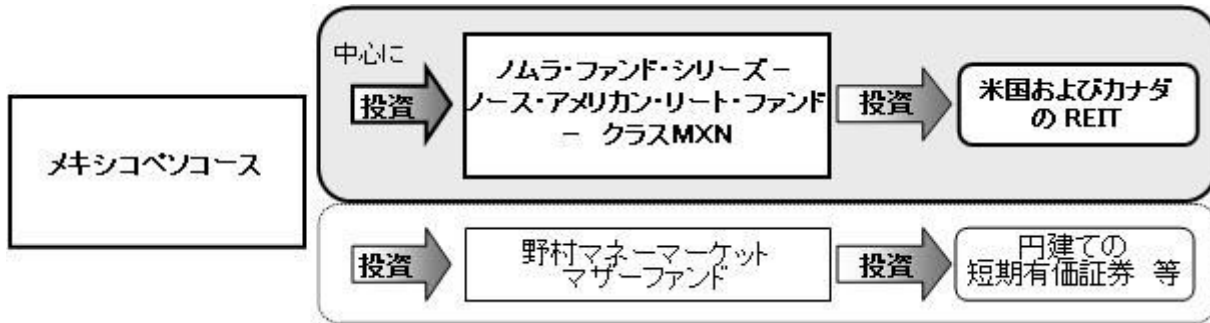 メキシコペソコース
中心に
投資
ノムラ・ファンド・シリーズ－
ノース・アメリカン・リート・ファンド
－ クラスMXN
投資
米国およびカナダ
の REIT
投資
野村マネーマーケット
マザーファンド
投資
円建ての
短期有価証券 等